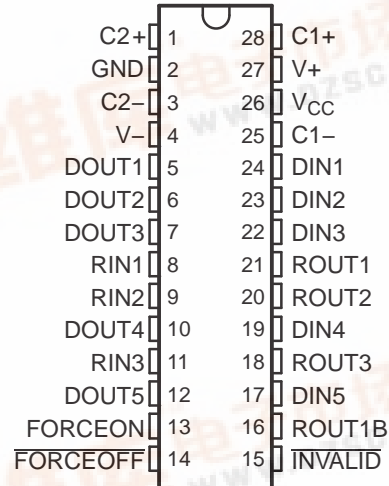 C2+ 1 28 C1+
GND 2 27 V+
C2− 3 26 VCC
V− 4 25 C1−
DOUT1 5 24 DIN1
DOUT2 6 23 DIN2
DOUT3 7 22 DIN3
RIN1 8 21 ROUT1
RIN2 9 20 ROUT2
DOUT4 10 19 DIN4
RIN3 11 18 ROUT3
DOUT5 12 17 DIN5
FORCEON 13 16 ROUT1B
FORCEOFF 14 15 INVALID